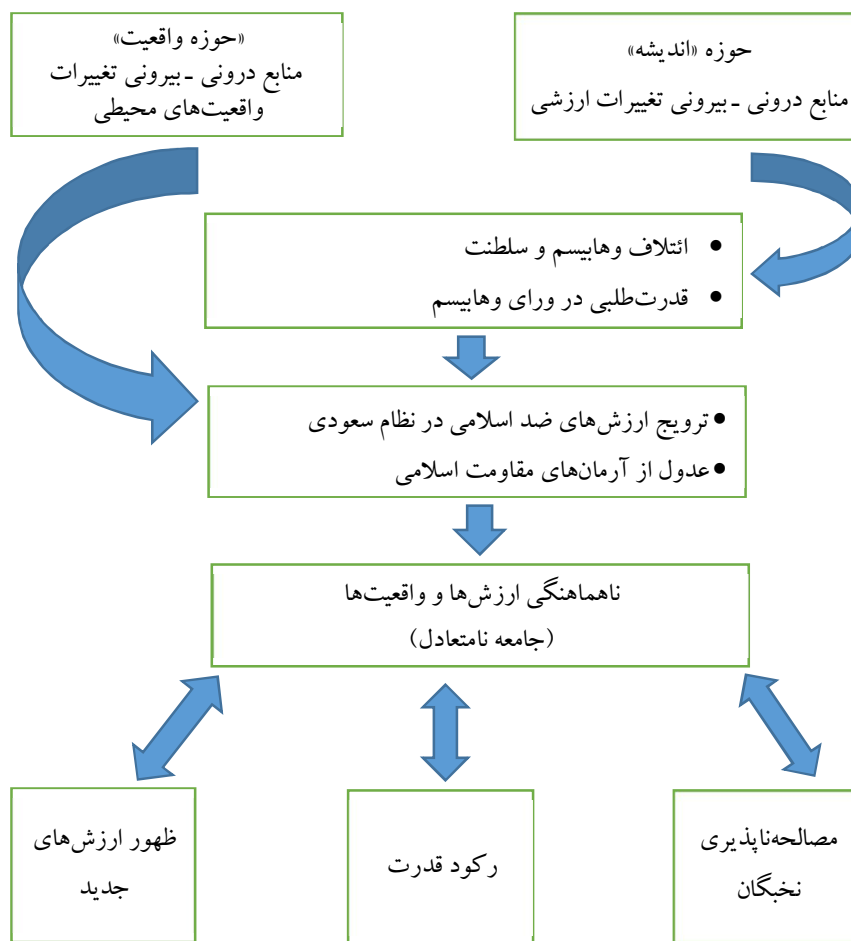 حوزه «اندیشه»
منابع درونی ـ بیرونی تغییرات ارزشی
«حوزه واقعیت»
منابع درونی ـ بیرونی تغییرات
واقعیت‌های محیطی
• ائتلاف وهابیسم و سلطنت
• قدرت‌طلبی در ورای وهابیسم
• ترویج ارزش‌های ضد اسلامی در نظام سعودی
• عدول از آرمان‌های مقاومت اسلامی
ناهماهنگی ارزش‌ها و واقعیت‌ها
(جامعه نامتعادل)
مصالحه‌ناپذیری
نخبگان
رکود قدرت
ظهور ارزش‌های
جدید